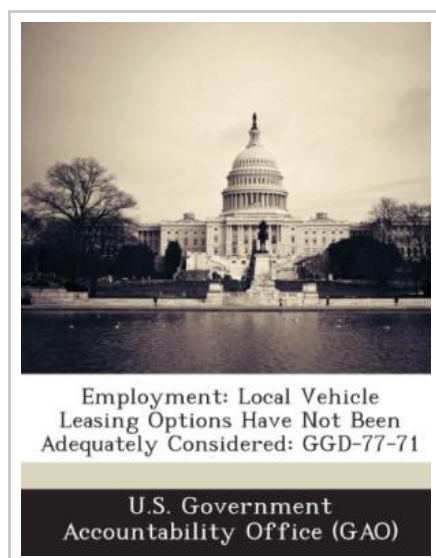 Employment: Local Vehicle
Leasing Options Have Not Been
Adequately Considered: GGD-77-71
U.S. Government
Accountability Office (GAO)